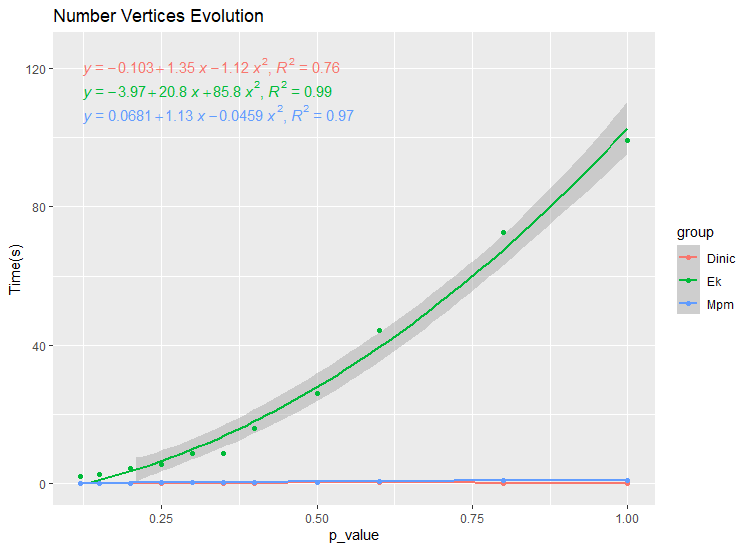 Number Vertices Evolution
y = −0.103 + 1.35 x − 1.12 x², R² = 0.76
y = −3.97 + 20.8 x + 85.8 x², R² = 0.99
y = 0.0681 + 1.13 x − 0.0459 x², R² = 0.97
120
80
40
0
Time(s)
0.25 0.50 0.75 1.00
p_value
group
Dinic
Ek
Mpm